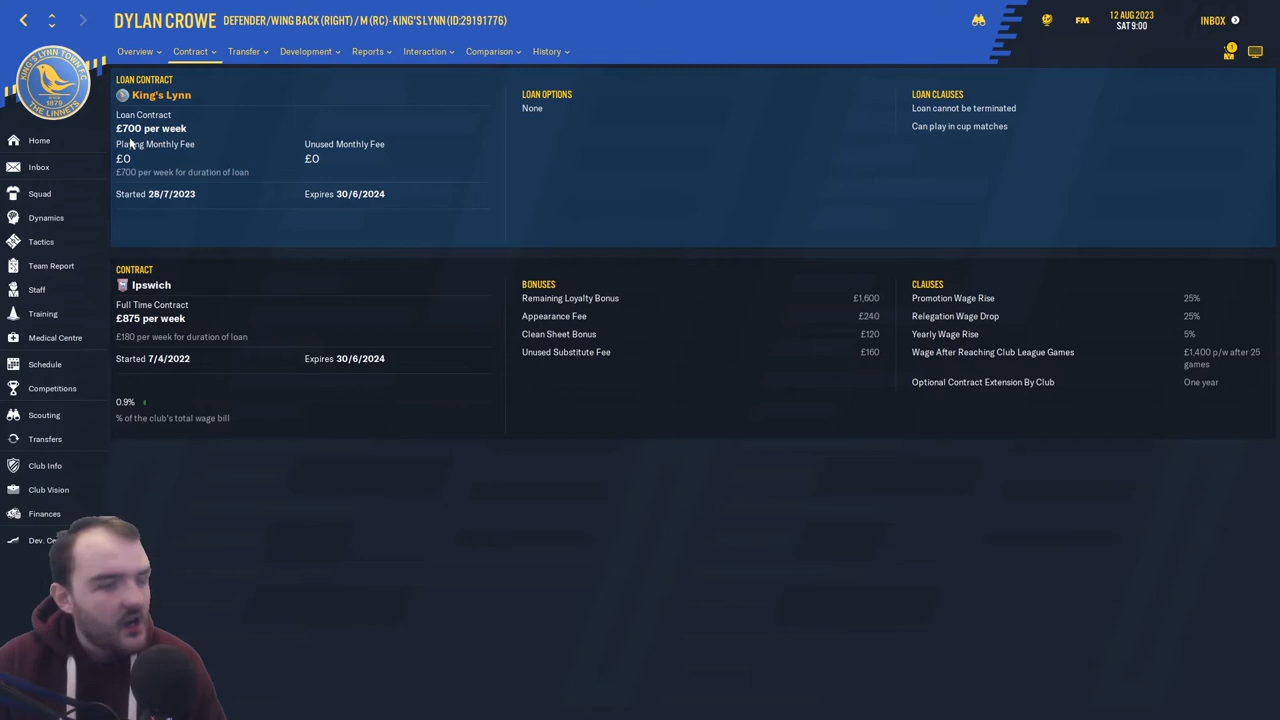 DYLAN CROWE
DEFENDER/WING BACK (RIGHT) / M (RC) - KING'S LYNN (ID:29191776)
FM
12 AUG 2023
SAT 9:00
INBOX
Overview
Contract
Transfer
Development
Reports
Interaction
Comparison
History
1
KING'S LYNN TOWN F.C
1879
THE LINNETS
Home
Inbox
Squad
Dynamics
Tactics
Team Report
Staff
Training
Medical Centre
Schedule
Competitions
Scouting
Transfers
Club Info
Club Vision
Finances
Dev. Ce
LOAN CONTRACT
King's Lynn
Loan Contract
£700 per week
Playing Monthly Fee
£0
Unused Monthly Fee
£0
£700 per week for duration of loan
Started 28/7/2023
Expires 30/6/2024
LOAN OPTIONS
None
LOAN CLAUSES
Loan cannot be terminated
Can play in cup matches
CONTRACT
Ipswich
Full Time Contract
£875 per week
£180 per week for duration of loan
Started 7/4/2022
Expires 30/6/2024
0.9%
% of the club's total wage bill
BONUSES
Remaining Loyalty Bonus £1,600
Appearance Fee £240
Clean Sheet Bonus £120
Unused Substitute Fee £160
CLAUSES
Promotion Wage Rise 25%
Relegation Wage Drop 25%
Yearly Wage Rise 5%
Wage After Reaching Club League Games £1,400 p/w after 25
games
Optional Contract Extension By Club One year